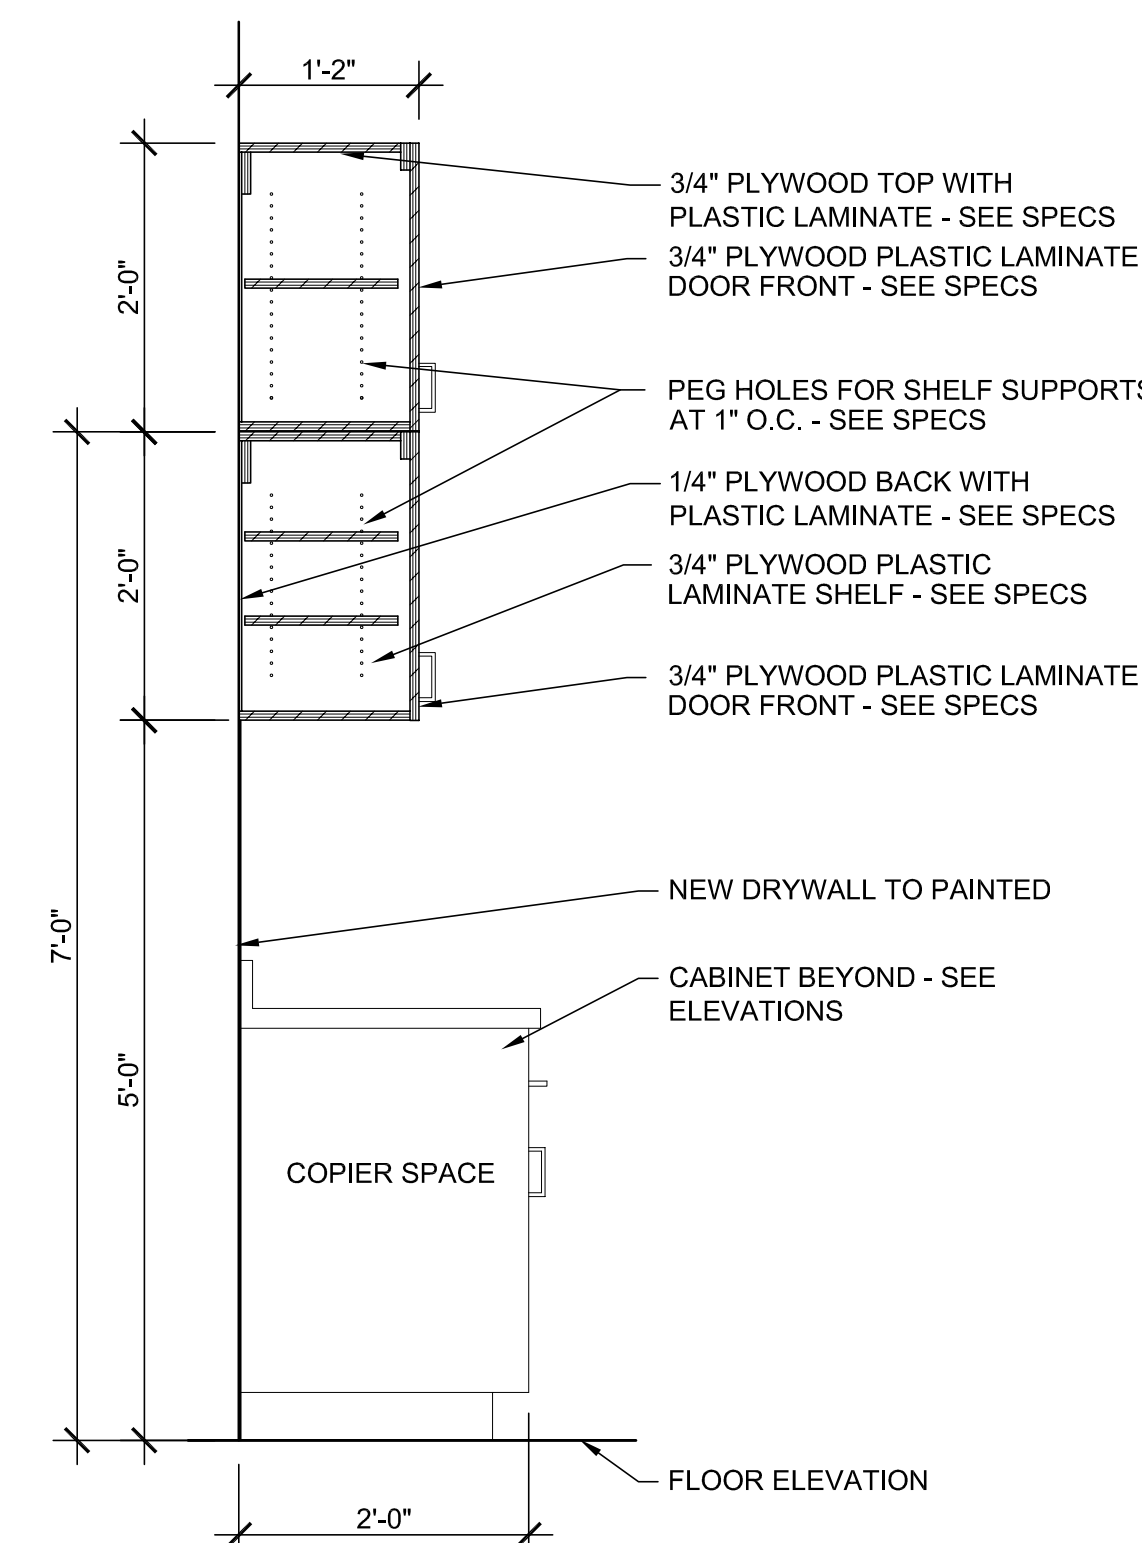 1'-2"
3/4" PLYWOOD TOP WITH
PLASTIC LAMINATE - SEE SPECS
3/4" PLYWOOD PLASTIC LAMINATE
DOOR FRONT - SEE SPECS
2'-0"
PEG HOLES FOR SHELF SUPPORTS
AT 1" O.C. - SEE SPECS
1/4" PLYWOOD BACK WITH
PLASTIC LAMINATE - SEE SPECS
2'-0"
3/4" PLYWOOD PLASTIC
LAMINATE SHELF - SEE SPECS
3/4" PLYWOOD PLASTIC LAMINATE
DOOR FRONT - SEE SPECS
NEW DRYWALL TO PAINTED
7'-0"
CABINET BEYOND - SEE
ELEVATIONS
5'-0"
COPIER SPACE
FLOOR ELEVATION
2'-0"